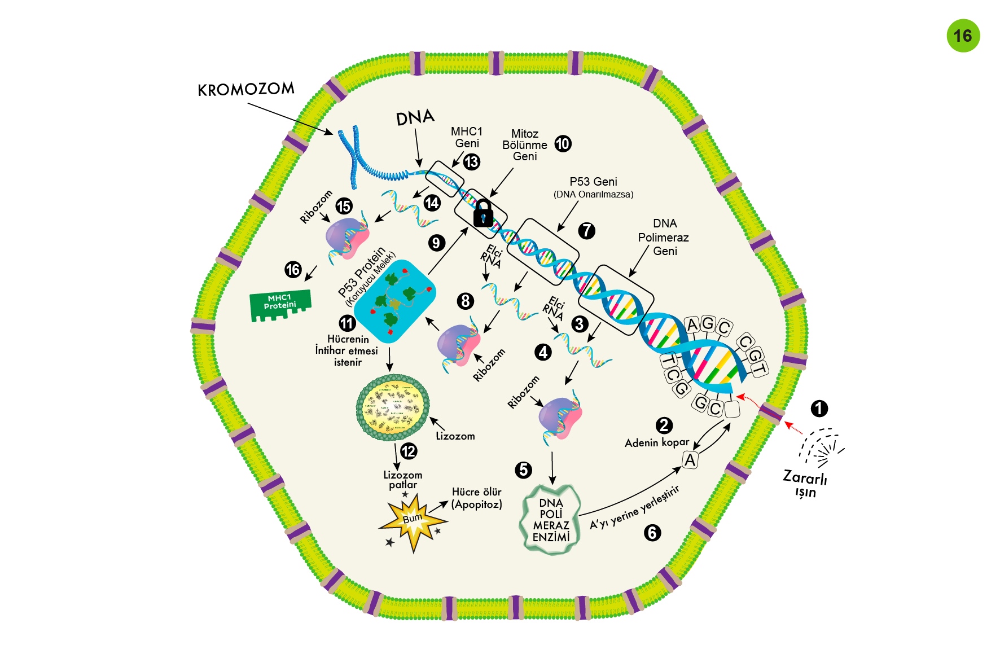 16
KROMOZOM
DNA
MHC1
Geni
13
Mitoz
Bölünme
Geni
10
P53 Geni
(DNA Onarılmazsa)
7
DNA
Polimeraz
Geni
14
15
Ribozom
16
MHC1
Proteini
9
P53 Protein
(Koruyucu Melek)
Elçi
RNA
8
Ribozom
Elçi
RNA
3
4
Ribozom
11
Hücrenin
İntihar etmesi
istenir
Lizozom
12
Lizozom
patlar
Bum
Hücre ölür
(Apopitoz)
5
DNA
POLİ
MERAZ
ENZİMİ
A'yı yerine yerleştirir
6
A G C
C G T
T C G
G C
2
Adenin kopar
A
1
Zararlı
ışın